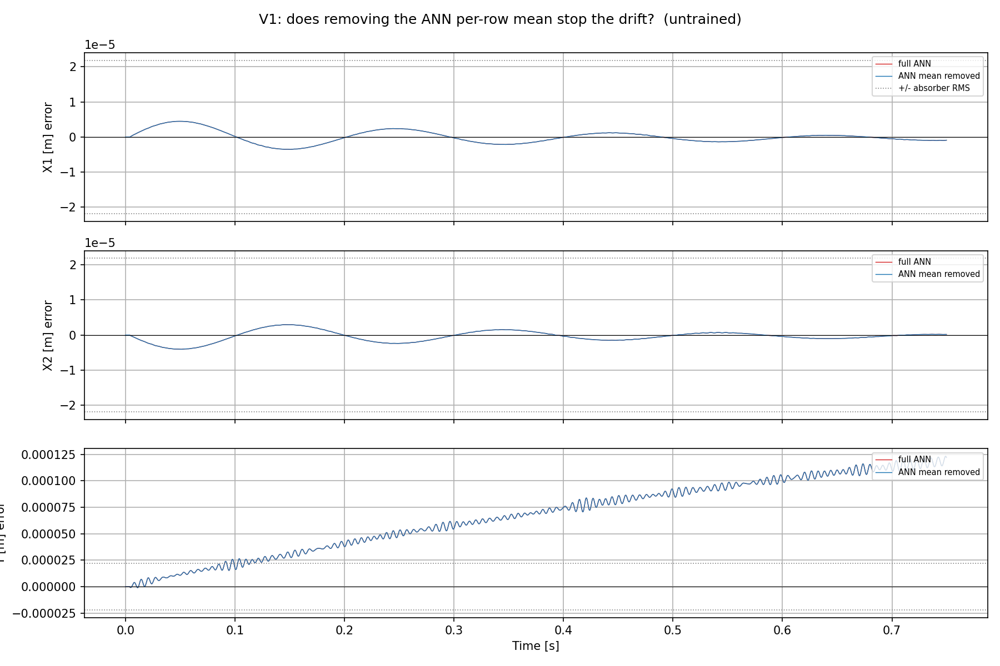 V1: does removing the ANN per-row mean stop the drift?  (untrained)
1e−5
2
1
0
−1
−2
X1 [m] error
full ANN
ANN mean removed
+/- absorber RMS
1e−5
2
1
0
−1
−2
X2 [m] error
full ANN
ANN mean removed
0.000125
0.000100
0.000075
0.000050
0.000025
0.000000
−0.000025
[m] error
full ANN
ANN mean removed
0.0 0.1 0.2 0.3 0.4 0.5 0.6 0.7
Time [s]